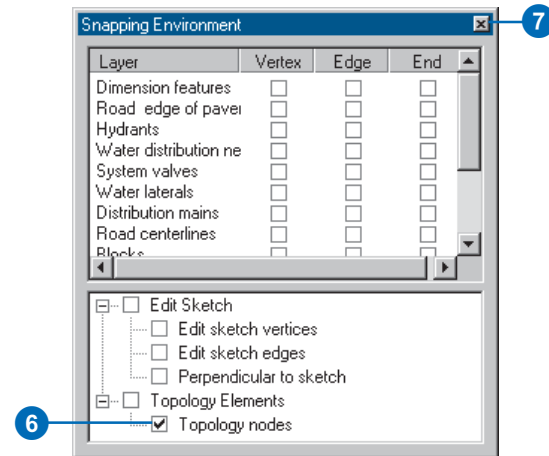 Snapping Environment
7
Layer Vertex Edge End
Dimension features
Road edge of paver
Hydrants
Water distribution ne
System valves
Water laterals
Distribution mains
Road centerlines
Blocks
Edit Sketch
Edit sketch vertices
Edit sketch edges
Perpendicular to sketch
Topology Elements
6
Topology nodes